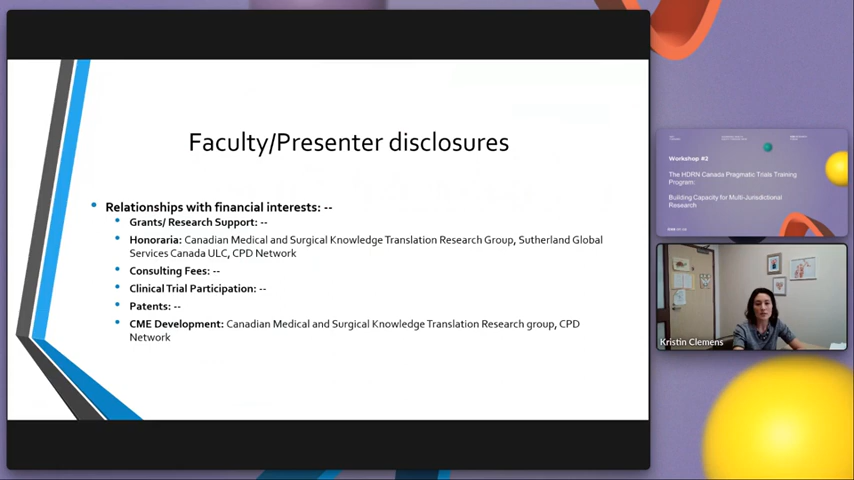 Faculty/Presenter disclosures
• Relationships with financial interests: --
• Grants/ Research Support: --
• Honoraria: Canadian Medical and Surgical Knowledge Translation Research Group, Sutherland Global
Services Canada ULC, CPD Network
• Consulting Fees: --
• Clinical Trial Participation: --
• Patents: --
• CME Development: Canadian Medical and Surgical Knowledge Translation Research group, CPD
Network
Workshop #2
The HDRN Canada Pragmatic Trials Training
Program:
Building Capacity for Multi-Jurisdictional
Research
Kristin Clemens